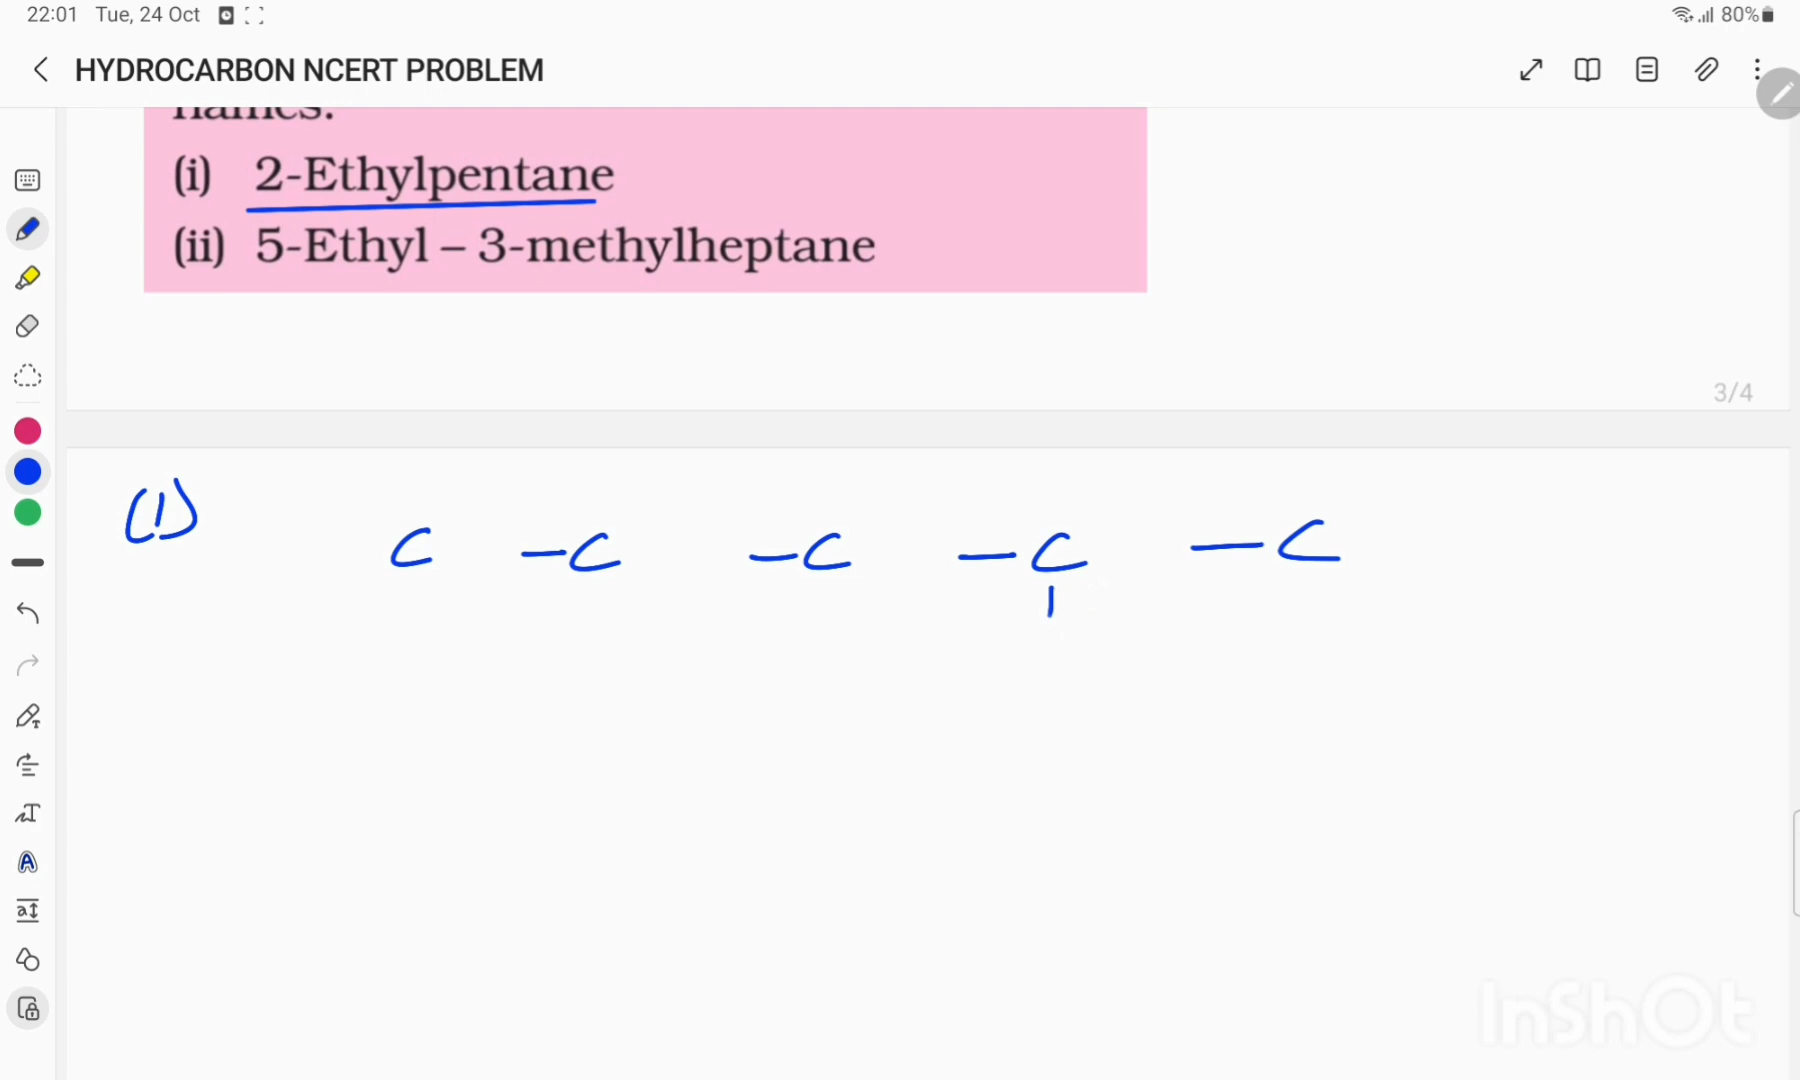 22:01 Tue, 24 Oct
80%
HYDROCARBON NCERT PROBLEM
names.
(i) 2-Ethylpentane
(ii) 5-Ethyl – 3-methylheptane
3/4
(1)
C – C – C – C – C
InShOt